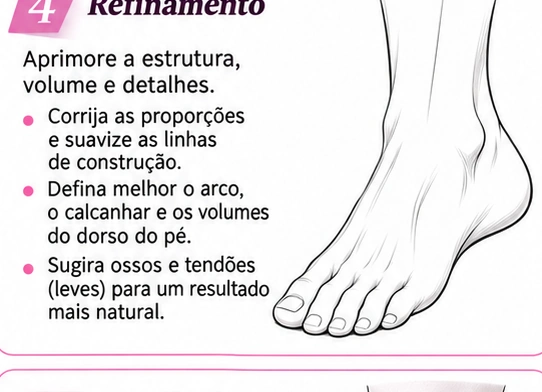 4 Refinamento
Aprimore a estrutura,
volume e detalhes.
Corrija as proporções
e suavize as linhas
de construção.
Defina melhor o arco,
o calcanhar e os volumes
do dorso do pé.
Sugira ossos e tendões
(leves) para um resultado
mais natural.